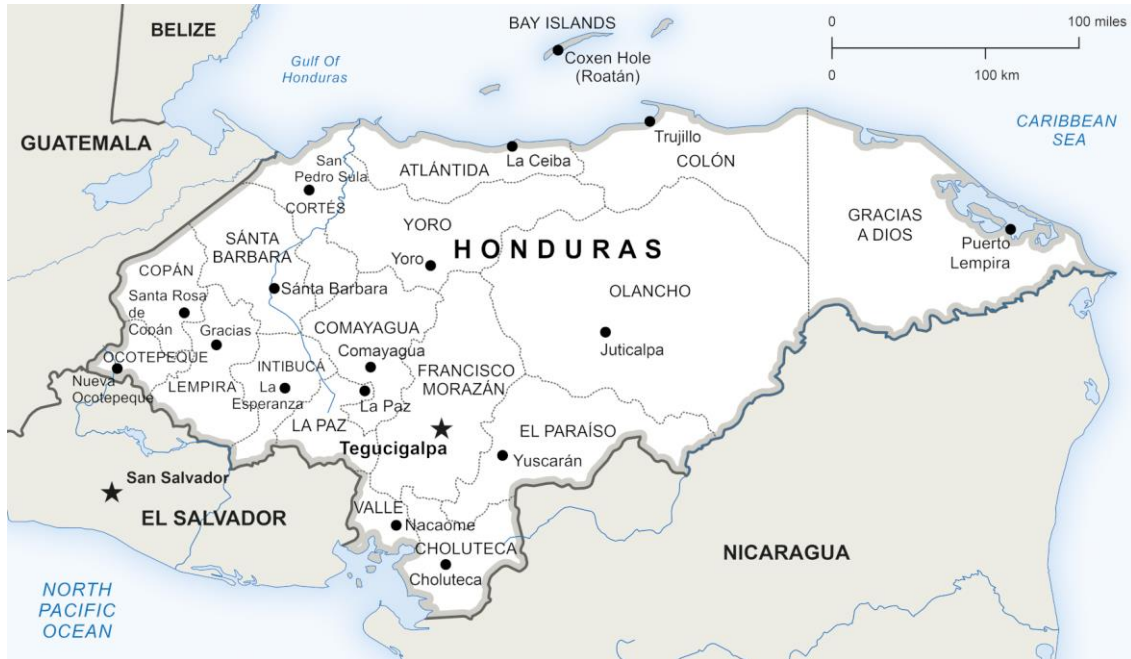 BAY ISLANDS
0
100 miles
BELIZE
Gulf Of
Honduras
Coxen Hole
(Roatán)
0
100 km
GUATEMALA
CARIBBEAN
SEA
Trujillo
San
Pedro Sula
La Ceiba
ATLÁNTIDA
COLÓN
CORTÉS
YORO
GRACIAS
A DIOS
SÁNTA
BARBARA
HONDURAS
Puerto
Lempira
COPÁN
Yoro
Sánta Barbara
OLANCHO
Santa Rosa
de
Copán
Gracias
COMAYAGUA
Comayagua
Juticalpa
OCOTEPEQUE
INTIBUCÁ
FRANCISCO
MORAZÁN
Nueva
Ocotepeque
LEMPIRA
La
Esperanza
La Paz
LA PAZ
EL PARAÍSO
Tegucigalpa
Yuscarán
San Salvador
VALLE
EL SALVADOR
Nacaome
CHOLUTECA
NICARAGUA
Choluteca
NORTH
PACIFIC
OCEAN